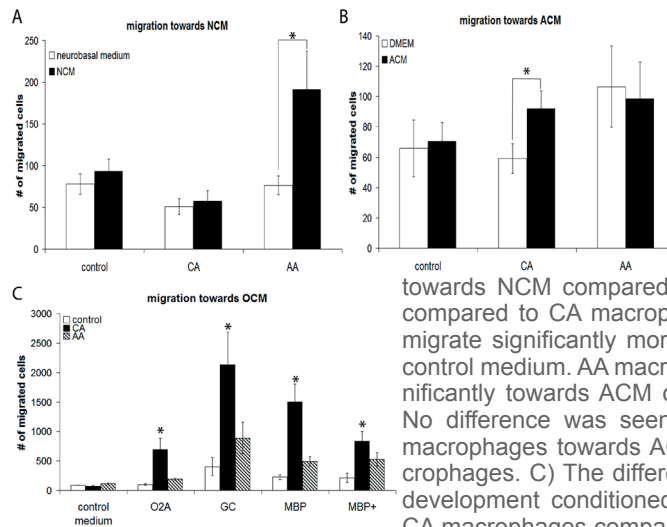 A
migration towards NCM
neurobasal medium
NCM
*
# of migrated cells
250
200
150
100
50
0
control CA AA
B
migration towards ACM
DMEM
ACM
*
# of migrated cells
140
120
100
80
60
40
20
0
control CA AA
C
migration towards OCM
control
CA
AA
* * * *
# of migrated cells
3000
2500
2000
1500
1000
500
0
control medium O2A GC MBP MBP+
towards NCM compared
compared to CA macrop
migrate significantly mor
control medium. AA macr
nificantly towards ACM
No difference was seen
macrophages towards A
crophages. C) The differe
development conditioned
CA macrophages compa